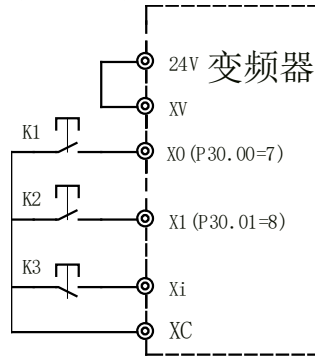 24V 变频器
XV
K1
X0(P30.00=7)
K2
X1(P30.01=8)
K3
Xi
XC